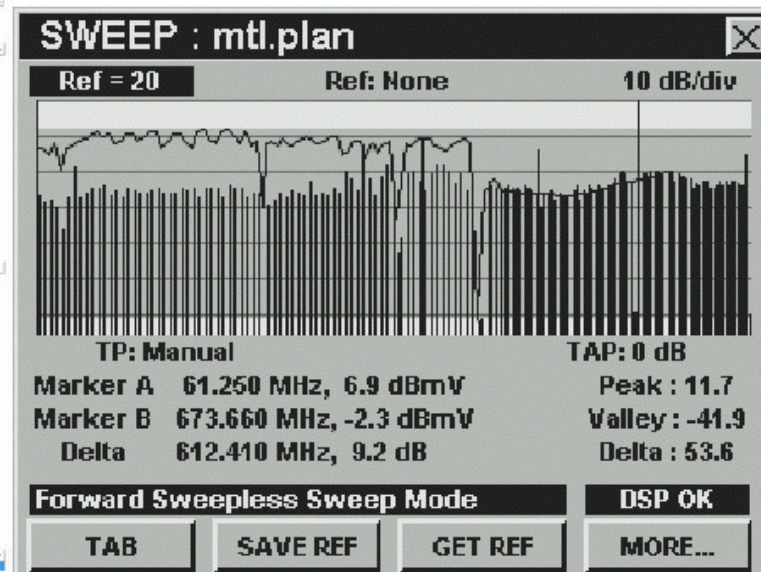 SWEEP : mtl.plan
Ref = 20 Ref: None 10 dB/div
TP: Manual TAP: 0 dB
Marker A 61.250 MHz, 6.9 dBmV Peak : 11.7
Marker B 673.660 MHz, -2.3 dBmV Valley : -41.9
Delta 612.410 MHz, 9.2 dB Delta : 53.6
Forward Sweepless Sweep Mode DSP OK
TAB SAVE REF GET REF MORE...